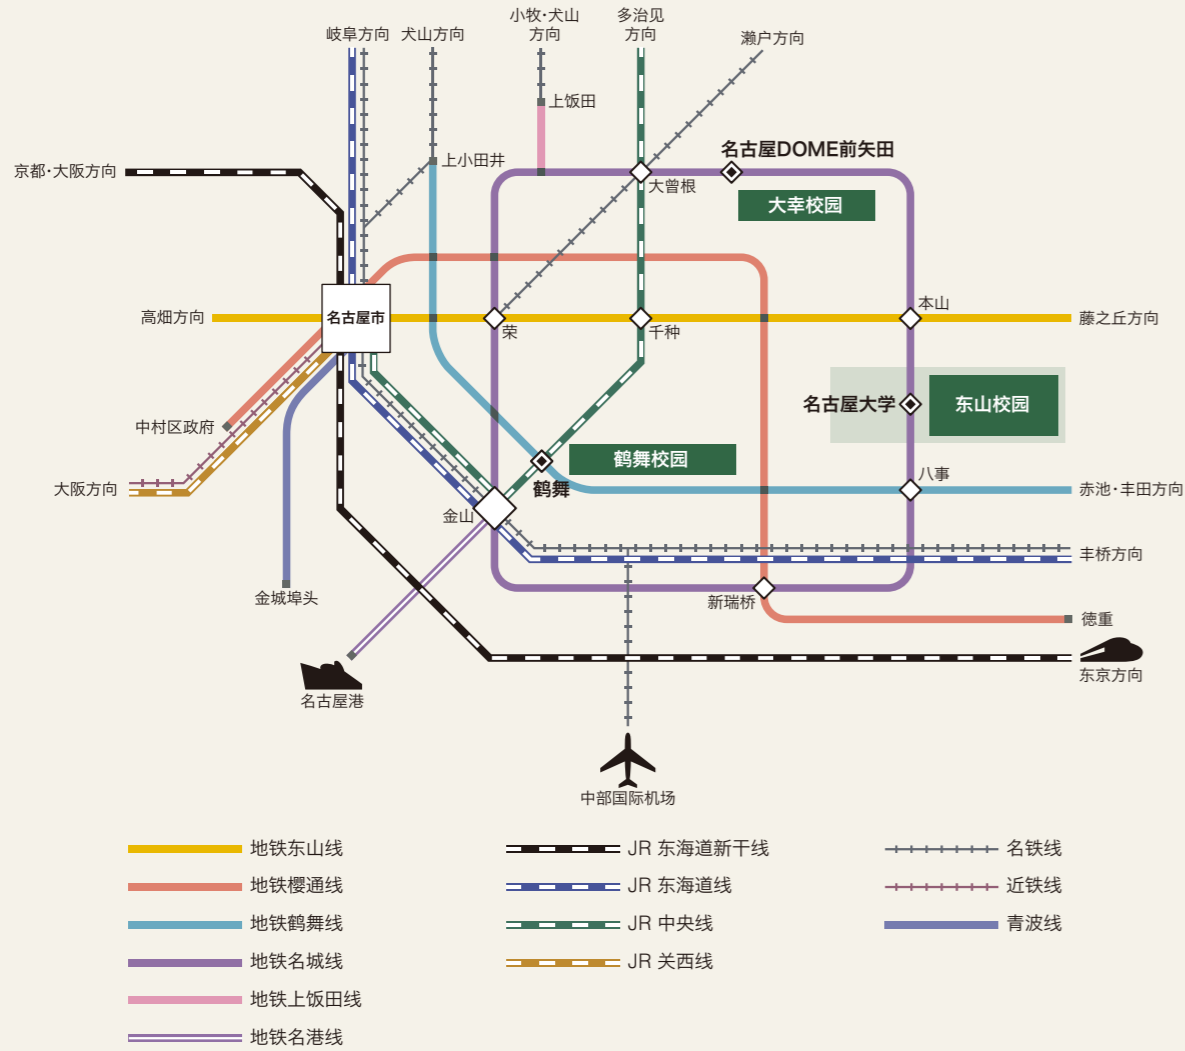 小牧･犬山
方向
多治见
方向
岐阜方向
犬山方向
濑户方向
上饭田
名古屋DOME前矢田
上小田井
京都･大阪方向
大曾根
大幸校园
本山
高畑方向
名古屋市
荣
千种
藤之丘方向
名古屋大学
东山校园
中村区政府
鹤舞校园
八事
大阪方向
鹤舞
赤池･丰田方向
金山
丰桥方向
金城埠头
新瑞桥
德重
东京方向
名古屋港
中部国际机场
地铁东山线
地铁樱通线
地铁鹤舞线
地铁名城线
地铁上饭田线
地铁名港线
JR 东海道新干线
JR 东海道线
JR 中央线
JR 关西线
名铁线
近铁线
青波线